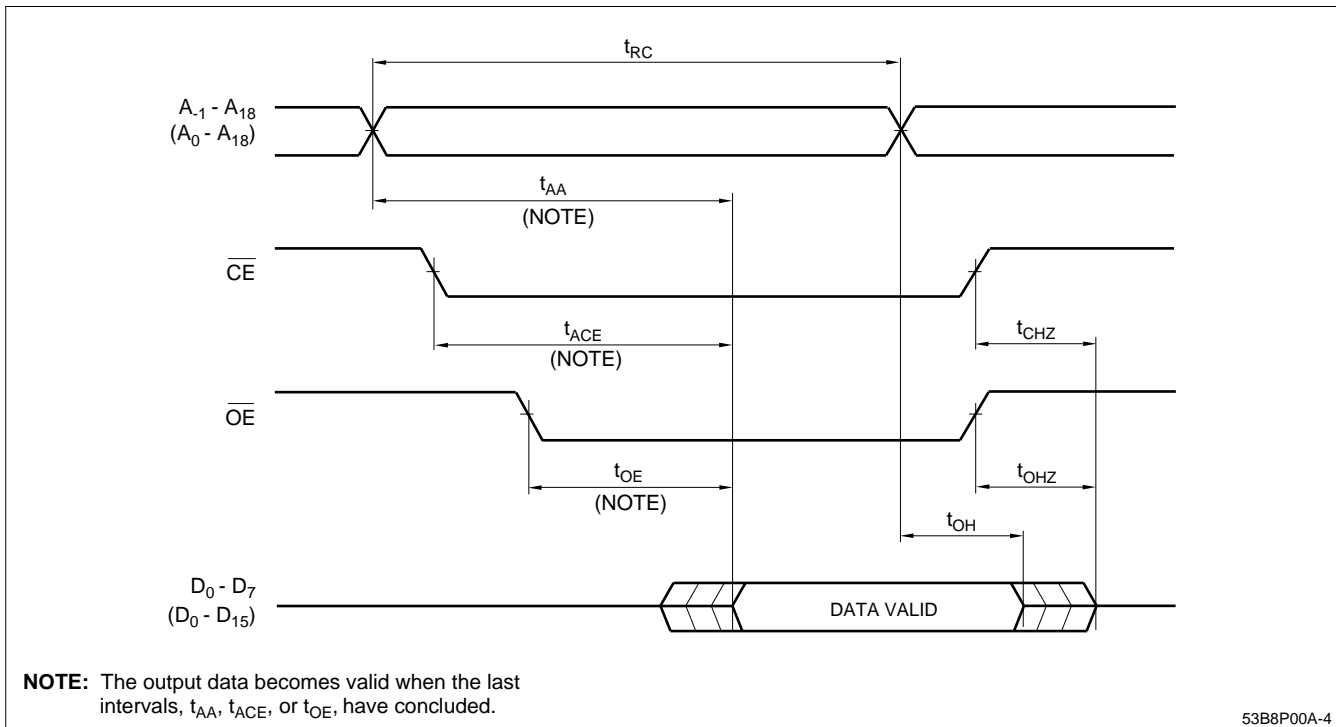 tRC
A-1 - A18
(A0 - A18)
tAA
(NOTE)
CE
tACE
(NOTE)
tCHZ
OE
tOE
(NOTE)
tOHZ
tOH
D0 - D7
(D0 - D15)
DATA VALID
NOTE: The output data becomes valid when the last
intervals, tAA, tACE, or tOE, have concluded.
53B8P00A-4